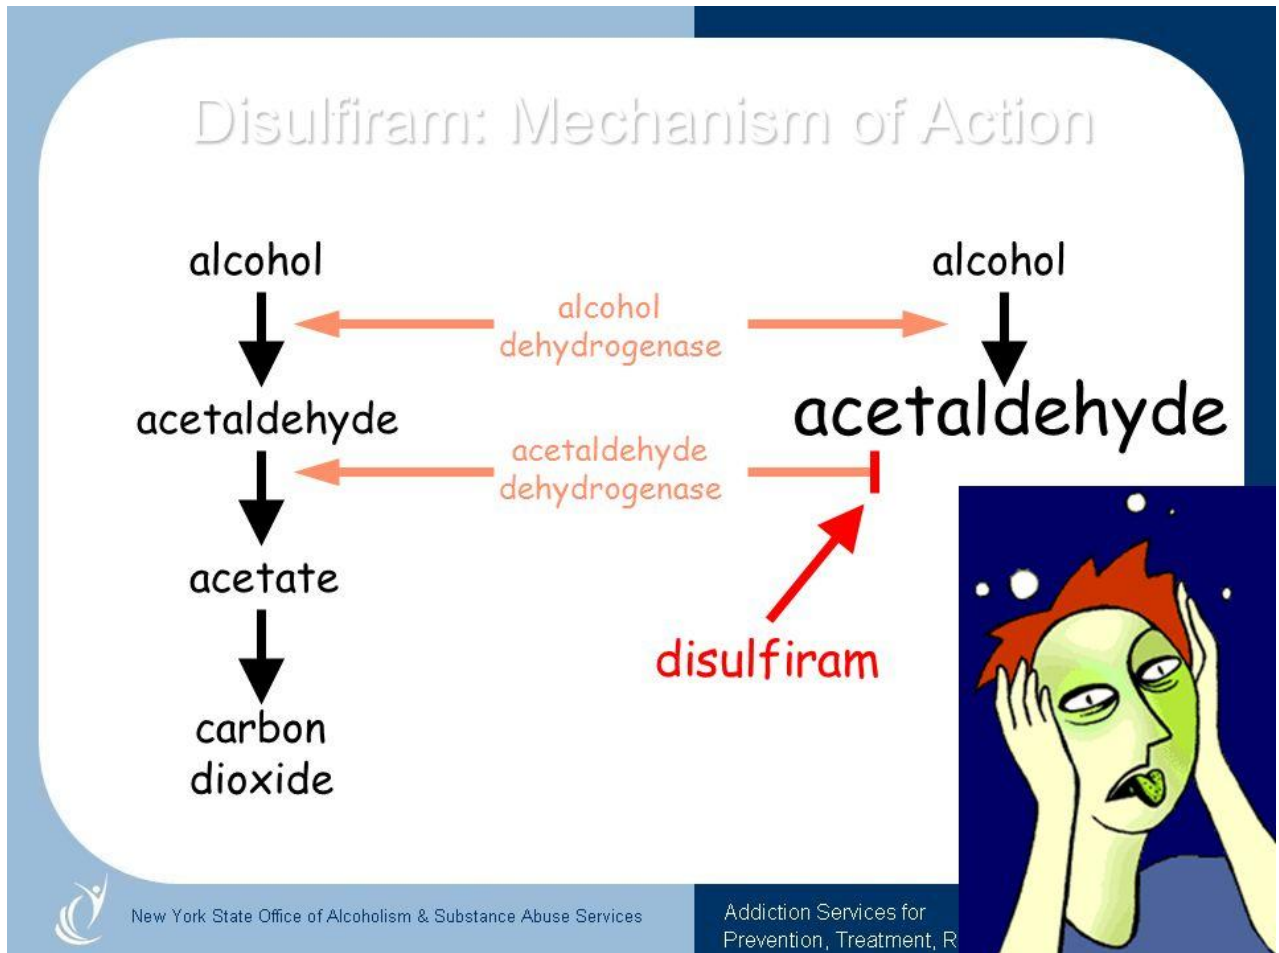 Disulfiram: Mechanism of Action
alcohol
alcohol
dehydrogenase
alcohol
acetaldehyde
acetaldehyde
dehydrogenase
acetaldehyde
acetate
disulfiram
carbon
dioxide
New York State Office of Alcoholism & Substance Abuse Services
Addiction Services for
Prevention, Treatment, R